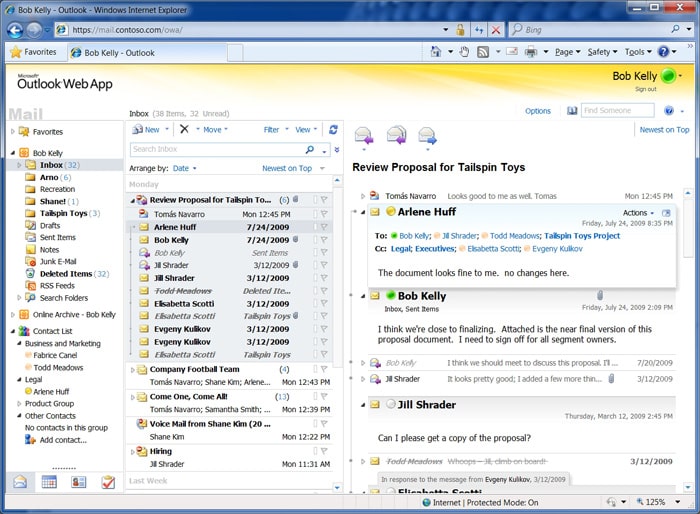 Bob Kelly - Outlook - Windows Internet Explorer
https://mail.contoso.com/owa/
Bing
Favorites
Bob Kelly - Outlook
Page Safety Tools
Microsoft
Outlook Web App
Bob Kelly
Sign out
Mail
Inbox (38 Items, 32 Unread)
Options
Find Someone
Favorites
Bob Kelly
Inbox (32)
Arno (6)
Recreation
Shane! (1)
Tailspin Toys (3)
Drafts
Sent Items
Notes
Junk E-Mail
Deleted Items (32)
RSS Feeds
Search Folders
Online Archive - Bob Kelly
Contact List
Business and Marketing
Fabrice Canel
Todd Meadows
Legal
Arlene Huff
Product Group
Other Contacts
No contacts in this group
Add contact...
New Move Filter View
Search Inbox
Arrange by: Date Newest on Top
Monday
Review Proposal for Tailspin To... (6)
Tomás Navarro Mon 12:45 PM
Arlene Huff 7/24/2009
Bob Kelly 7/24/2009
Bob Kelly Sent Items
Jill Shrader 3/12/2009
Jill Shrader 3/12/2009
Todd Meadows Deleted Ite...
Elisabetta Scotti 3/12/2009
Elisabetta Scotti Tailspin Toys
Evgeny Kulikov 3/12/2009
Evgeny Kulikov Tailspin Toys
Company Football Team (4)
Tomás Navarro; Shane Kim; Arlene... Mon 12:43 PM
Come One, Come All! (13)
Tomás Navarro; Samantha Smith; ... Mon 12:39 PM
Voice Mail from Shane Kim (20 ...
Shane Kim Mon 12:22 PM
Hiring
Jill Shrader Mon 11:31 AM
Last Week
Newest on Top
Review Proposal for Tailspin Toys
Tomás Navarro Looks good to me as well. Tomas Mon 12:45 PM
Arlene Huff Actions
Friday, July 24, 2009 8:35 PM
To: Bob Kelly; Jill Shrader; Todd Meadows; Tailspin Toys Project
Cc: Legal; Executives; Elisabetta Scotti; Evgeny Kulikov
The document looks fine to me. no changes here.
Bob Kelly
Inbox, Sent Items Friday, July 24, 2009 2:09 PM
I think we're close to finalizing. Attached is the near final version of this
proposal document. I need to sign off for all segment owners.
Bob Kelly I think we should meet to discuss this proposal. I'll ... 7/20/2009
Jill Shrader It looks pretty good; I added a few more thin... 3/12/2009
Jill Shrader
Thursday, March 12, 2009 2:45 PM
Can I please get a copy of the proposal?
Todd Meadows Whoops – Jil, climb on board! 3/12/2009
In response to the message from Evgeny Kulikov, 3/12/2009
Elisabetta Scotti
Internet | Protected Mode: On
125%